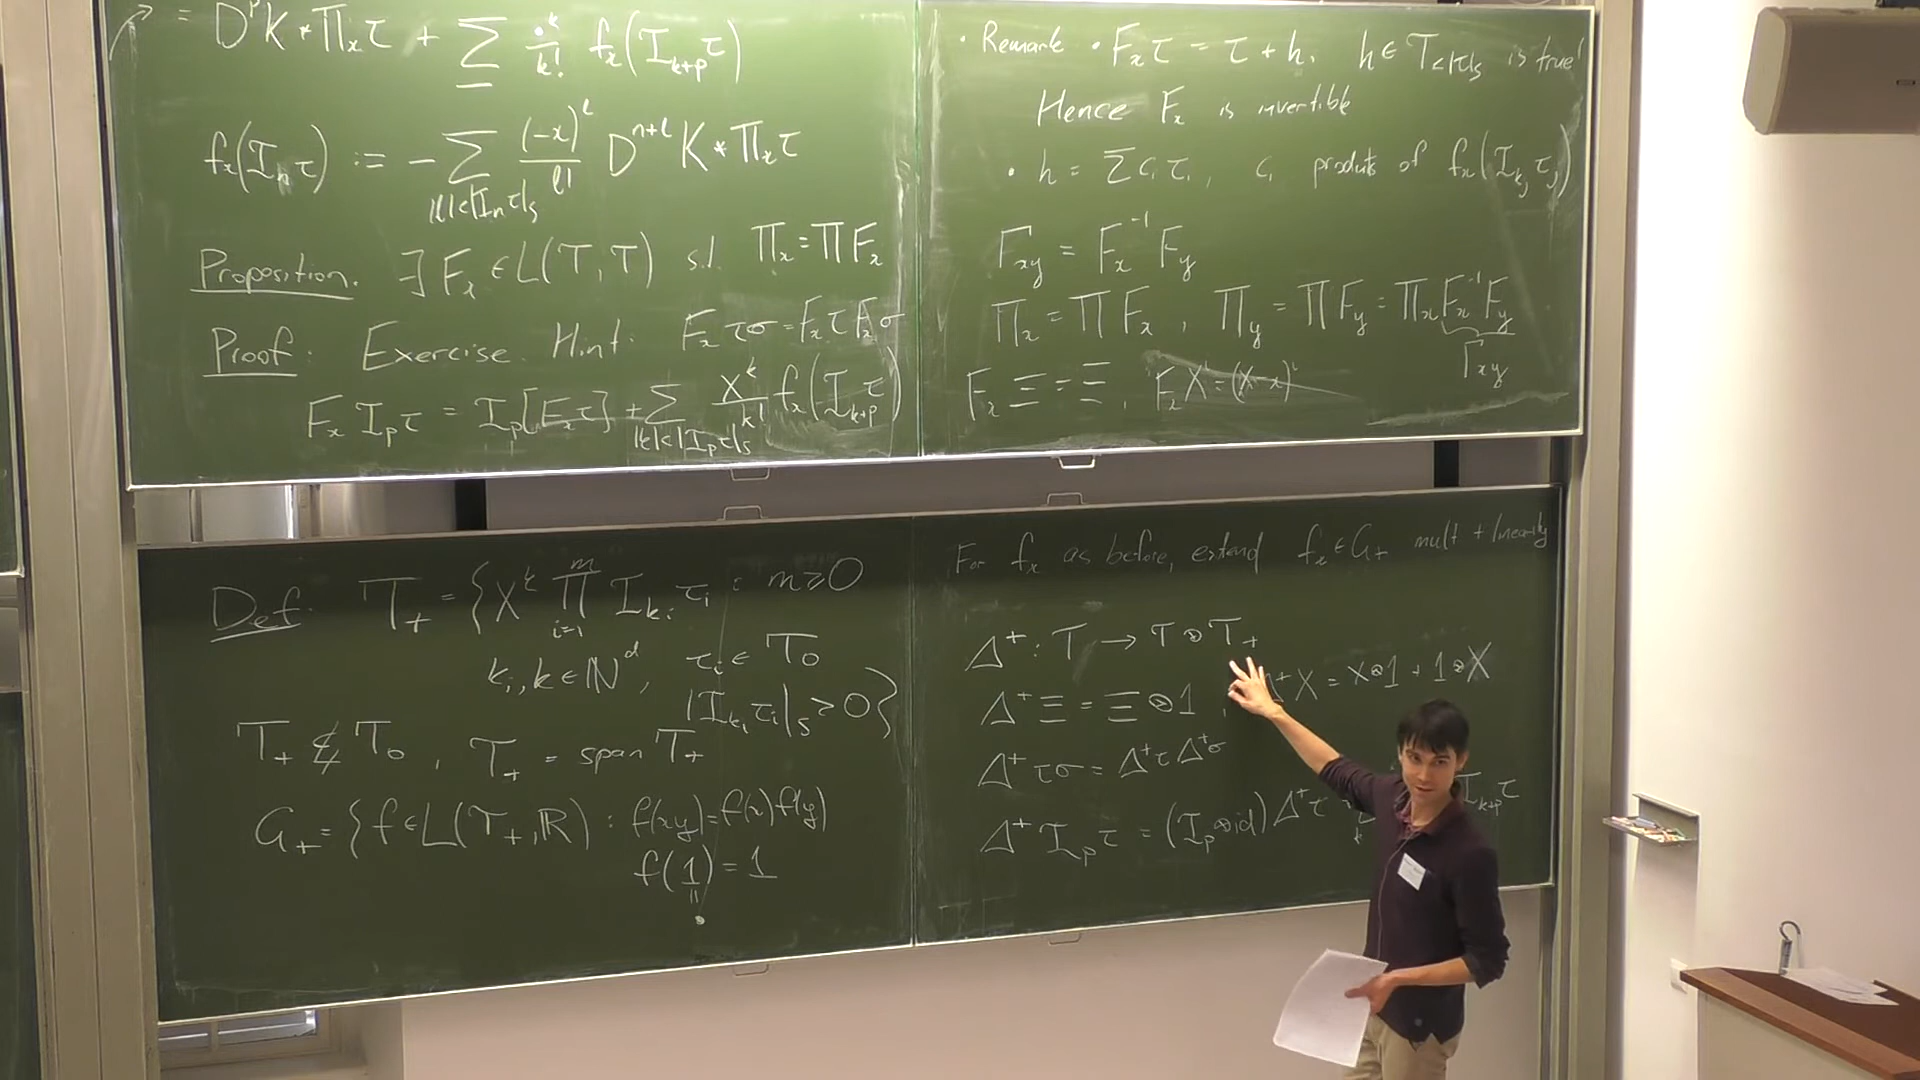 = D^p K * Π_x τ + Σ ·^k/k! f_x(I_{k+p} τ)
f_x(I_n τ) := - Σ_{|l|<|I_n τ|_s} (-x)^l/l! D^{n+l} K * Π_x τ
Proposition. ∃ F_x ∈ L(T, T) s.t. Π_x = Π F_x
Proof: Exercise. Hint: F_x τσ = F_x τ F_x σ
F_x I_p τ = I_p[F_x τ] + Σ_{|k|<|I_p τ|_s} X^k/k! f_x(I_{k+p} τ)
· Remark · F_x τ = τ + h, h ∈ T_{<|τ|_s} is true!
Hence F_x is invertible
· h = Σ c_i τ_i, c_i products of f_x(I_{k_j} τ_j)
Γ_{xy} = F_x^{-1} F_y
Π_x = Π F_x, Π_y = Π F_y = Π_x F_x^{-1} F_y
Γ_{xy}
F_x Ξ = Ξ, F_x X^l = (X - x)^l
Def: T_+ = { X^k Π_{i=1}^m I_{k_i} τ_i : m ≥ 0
k_i, k ∈ ℕ^d, τ_i ∈ T_0
|I_{k_i} τ_i|_s > 0 }
T_+ ⊄ T_0, T_+ = span T_+
G_+ = { f ∈ L(T_+, ℝ) : f(xy) = f(x) f(y)
f(1) = 1
For f_x as before, extend f_x ∈ G_+ mult + linearity
Δ^+ : T → T ⊗ T_+
Δ^+ Ξ = Ξ ⊗ 1, Δ^+ X = X ⊗ 1 + 1 ⊗ X
Δ^+ τσ = Δ^+ τ Δ^+ σ
Δ^+ I_p τ = (I_p ⊗ id) Δ^+ τ I_{k+p} τ